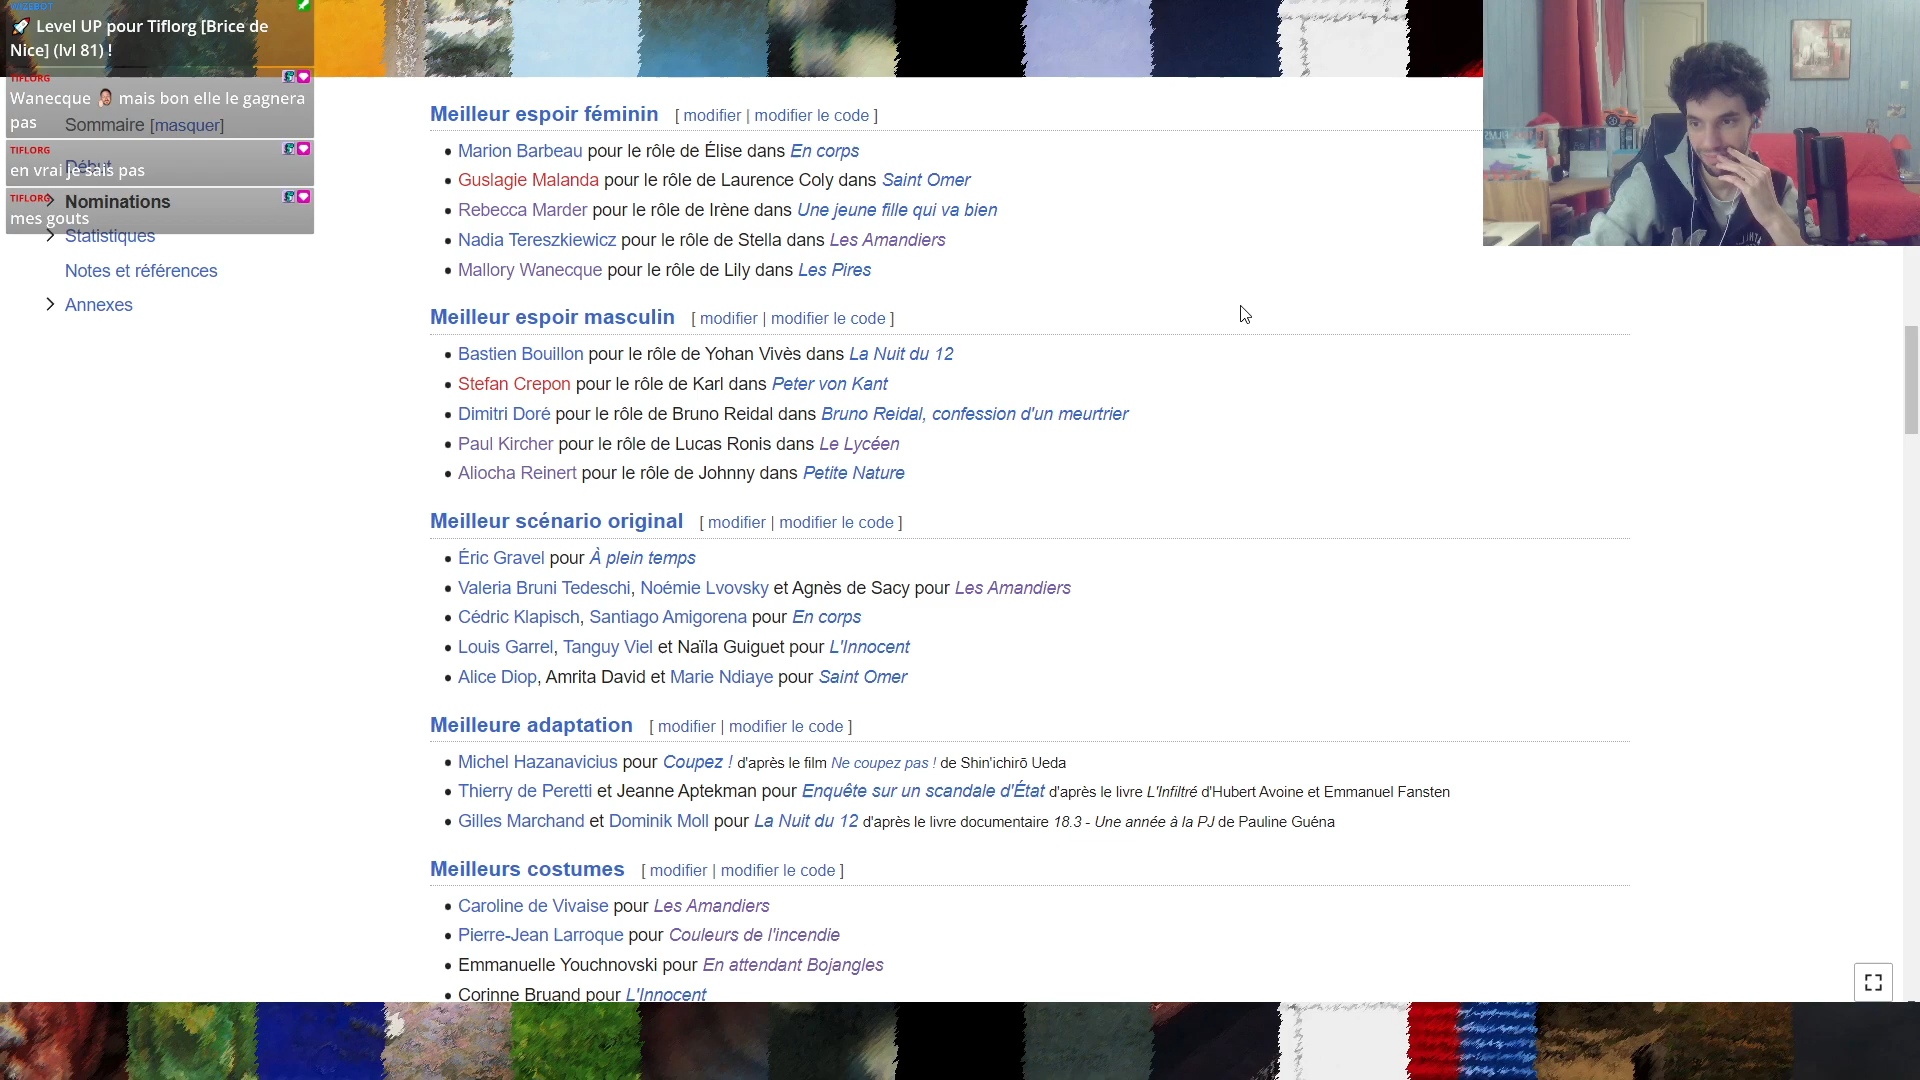 WIZEBOT
🚀 Level UP pour Tiflorg [Brice de
Nice] (lvl 81) !
TIFLORG
Wanecque mais bon elle le gagnera
pas
TIFLORG
en vrai je sais pas
TIFLORG
mes gouts
Sommaire [masquer]
Début
Nominations
Statistiques
Notes et références
Annexes
Meilleur espoir féminin [ modifier | modifier le code ]
Marion Barbeau pour le rôle de Élise dans En corps
Guslagie Malanda pour le rôle de Laurence Coly dans Saint Omer
Rebecca Marder pour le rôle de Irène dans Une jeune fille qui va bien
Nadia Tereszkiewicz pour le rôle de Stella dans Les Amandiers
Mallory Wanecque pour le rôle de Lily dans Les Pires
Meilleur espoir masculin [ modifier | modifier le code ]
Bastien Bouillon pour le rôle de Yohan Vivès dans La Nuit du 12
Stefan Crepon pour le rôle de Karl dans Peter von Kant
Dimitri Doré pour le rôle de Bruno Reidal dans Bruno Reidal, confession d'un meurtrier
Paul Kircher pour le rôle de Lucas Ronis dans Le Lycéen
Aliocha Reinert pour le rôle de Johnny dans Petite Nature
Meilleur scénario original [ modifier | modifier le code ]
Éric Gravel pour À plein temps
Valeria Bruni Tedeschi, Noémie Lvovsky et Agnès de Sacy pour Les Amandiers
Cédric Klapisch, Santiago Amigorena pour En corps
Louis Garrel, Tanguy Viel et Naïla Guiguet pour L'Innocent
Alice Diop, Amrita David et Marie Ndiaye pour Saint Omer
Meilleure adaptation [ modifier | modifier le code ]
Michel Hazanavicius pour Coupez ! d'après le film Ne coupez pas ! de Shin'ichirō Ueda
Thierry de Peretti et Jeanne Aptekman pour Enquête sur un scandale d'État d'après le livre L'Infiltré d'Hubert Avoine et Emmanuel Fansten
Gilles Marchand et Dominik Moll pour La Nuit du 12 d'après le livre documentaire 18.3 - Une année à la PJ de Pauline Guéna
Meilleurs costumes [ modifier | modifier le code ]
Caroline de Vivaise pour Les Amandiers
Pierre-Jean Larroque pour Couleurs de l'incendie
Emmanuelle Youchnovski pour En attendant Bojangles
Corinne Bruand pour L'Innocent